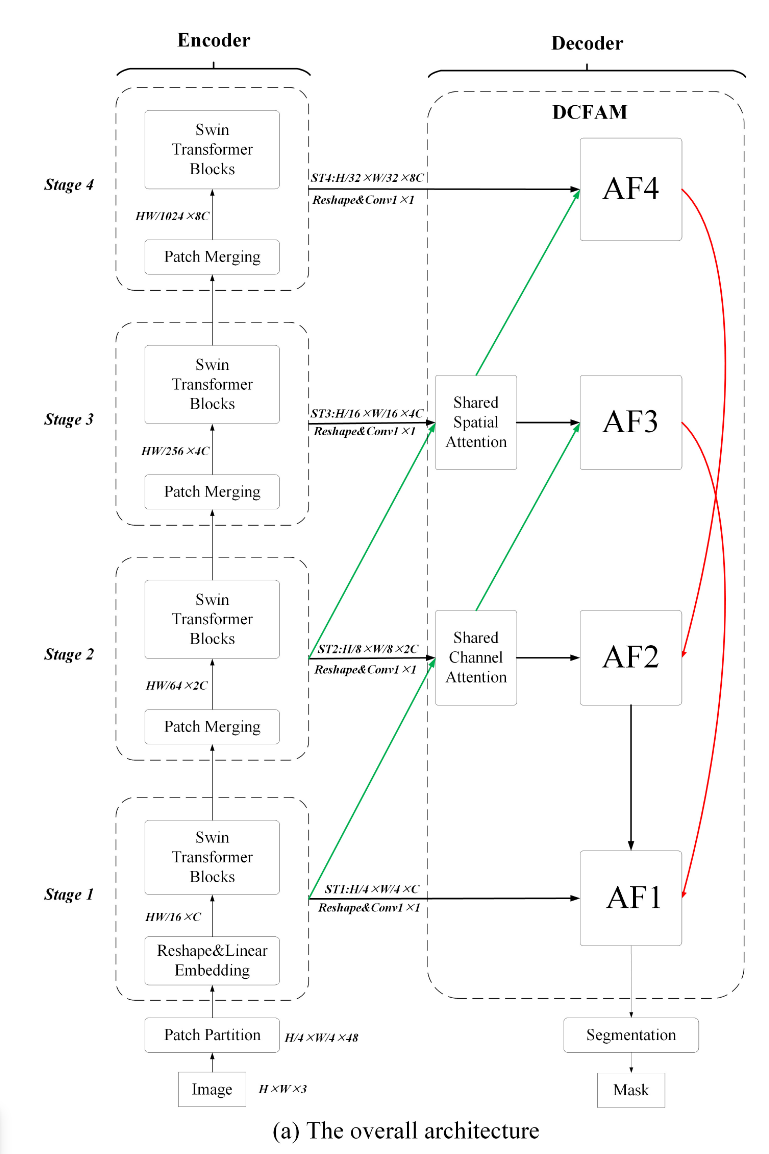 Encoder
Decoder
DCFAM
Stage 4
Swin
Transformer
Blocks
HW/1024×8C
Patch Merging
ST4:H/32×W/32×8C
Reshape&Conv1×1
AF4
Stage 3
Swin
Transformer
Blocks
HW/256×4C
Patch Merging
ST3:H/16×W/16×4C
Reshape&Conv1×1
Shared
Spatial
Attention
AF3
Stage 2
Swin
Transformer
Blocks
HW/64×2C
Patch Merging
ST2:H/8×W/8×2C
Reshape&Conv1×1
Shared
Channel
Attention
AF2
Stage 1
Swin
Transformer
Blocks
HW/16×C
Reshape&Linear
Embedding
ST1:H/4×W/4×C
Reshape&Conv1×1
AF1
Patch Partition
H/4×W/4×48
Segmentation
Image
H×W×3
Mask
(a) The overall architecture